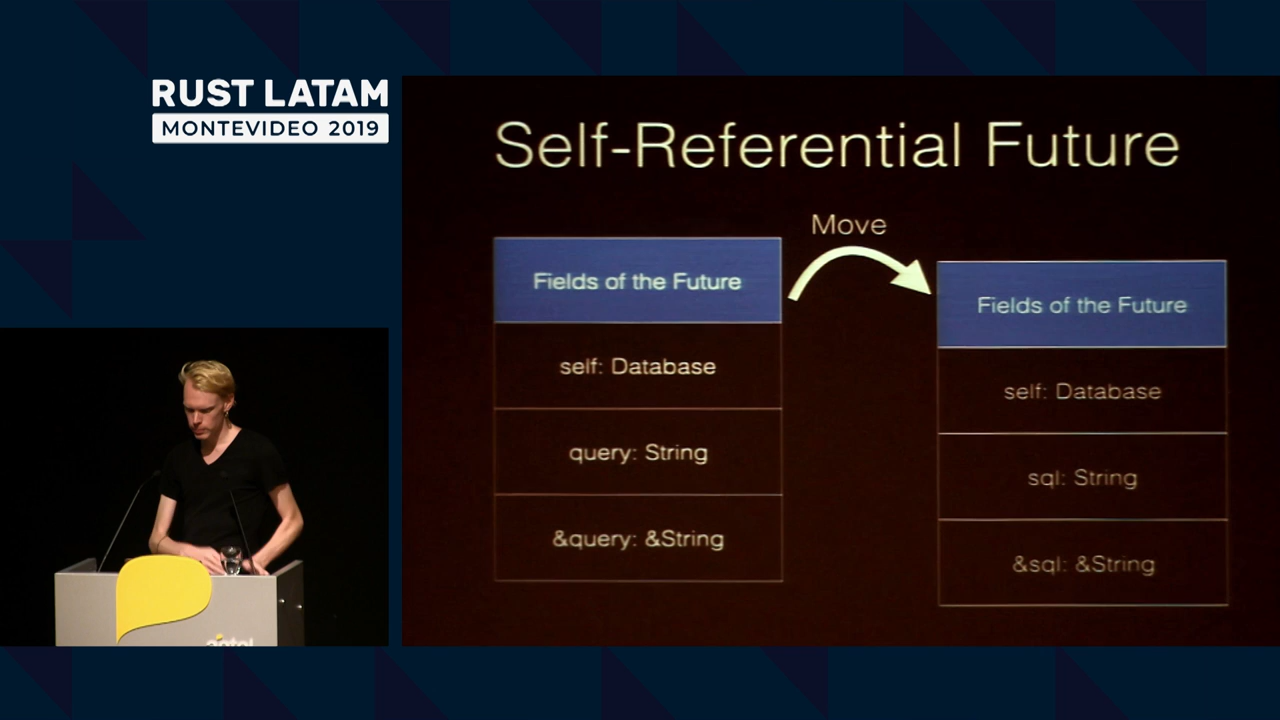 RUST LATAM
MONTEVIDEO 2019
Self-Referential Future
Move
Fields of the Future
self: Database
query: String
&query: &String
Fields of the Future
self: Database
sql: String
&sql: &String